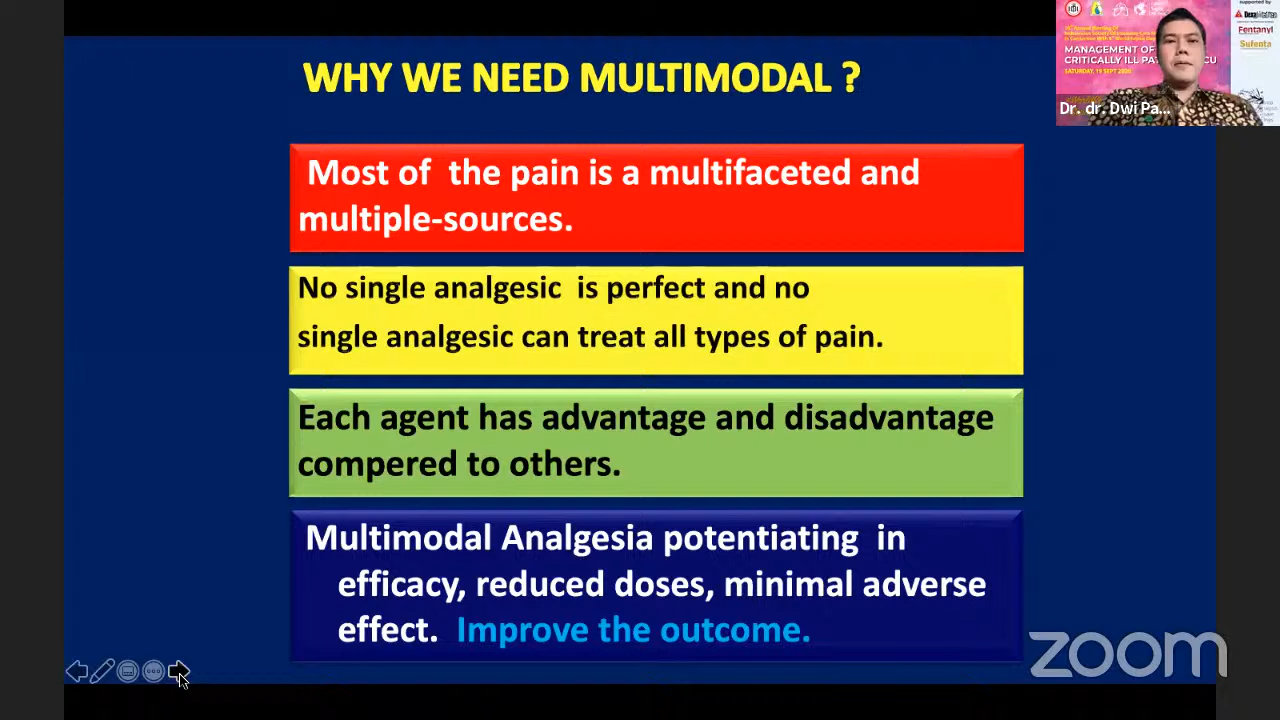 WHY WE NEED MULTIMODAL ?
Most of the pain is a multifaceted and
multiple-sources.
No single analgesic is perfect and no
single analgesic can treat all types of pain.
Each agent has advantage and disadvantage
compered to others.
Multimodal Analgesia potentiating in
efficacy, reduced doses, minimal adverse
effect. Improve the outcome.
MANAGEMENT OF
CRITICALLY ILL PA
CU
SATURDAY, 19 SEPT 2020
supported by
Fentanyl
Sufenta
Dr. dr. Dwi Pa...
zoom